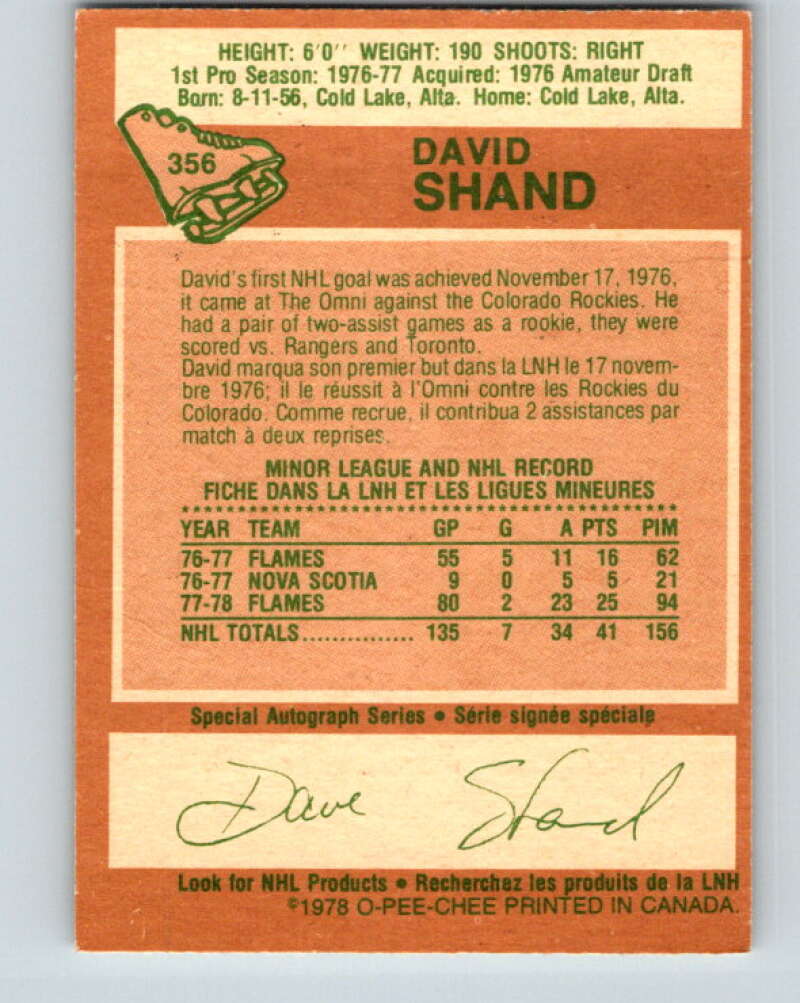 HEIGHT: 6'0'' WEIGHT: 190 SHOOTS: RIGHT
1st Pro Season: 1976-77 Acquired: 1976 Amateur Draft
Born: 8-11-56, Cold Lake, Alta. Home: Cold Lake, Alta.
356
DAVID
SHAND
David's first NHL goal was achieved November 17, 1976,
it came at The Omni against the Colorado Rockies. He
had a pair of two-assist games as a rookie, they were
scored vs. Rangers and Toronto.
David marqua son premier but dans la LNH le 17 novem-
bre 1976; il le réussit à l'Omni contre les Rockies du
Colorado. Comme recrue, il contribua 2 assistances par
match à deux reprises.
MINOR LEAGUE AND NHL RECORD
FICHE DANS LA LNH ET LES LIGUES MINEURES
YEAR TEAM GP G A PTS PIM
76-77 FLAMES 55 5 11 16 62
76-77 NOVA SCOTIA 9 0 5 5 21
77-78 FLAMES 80 2 23 25 94
NHL TOTALS............... 135 7 34 41 156
Special Autograph Series • Série signée spéciale
Dave Shand
Look for NHL Products • Recherchez les produits de la LNH
©1978 O-PEE-CHEE PRINTED IN CANADA.